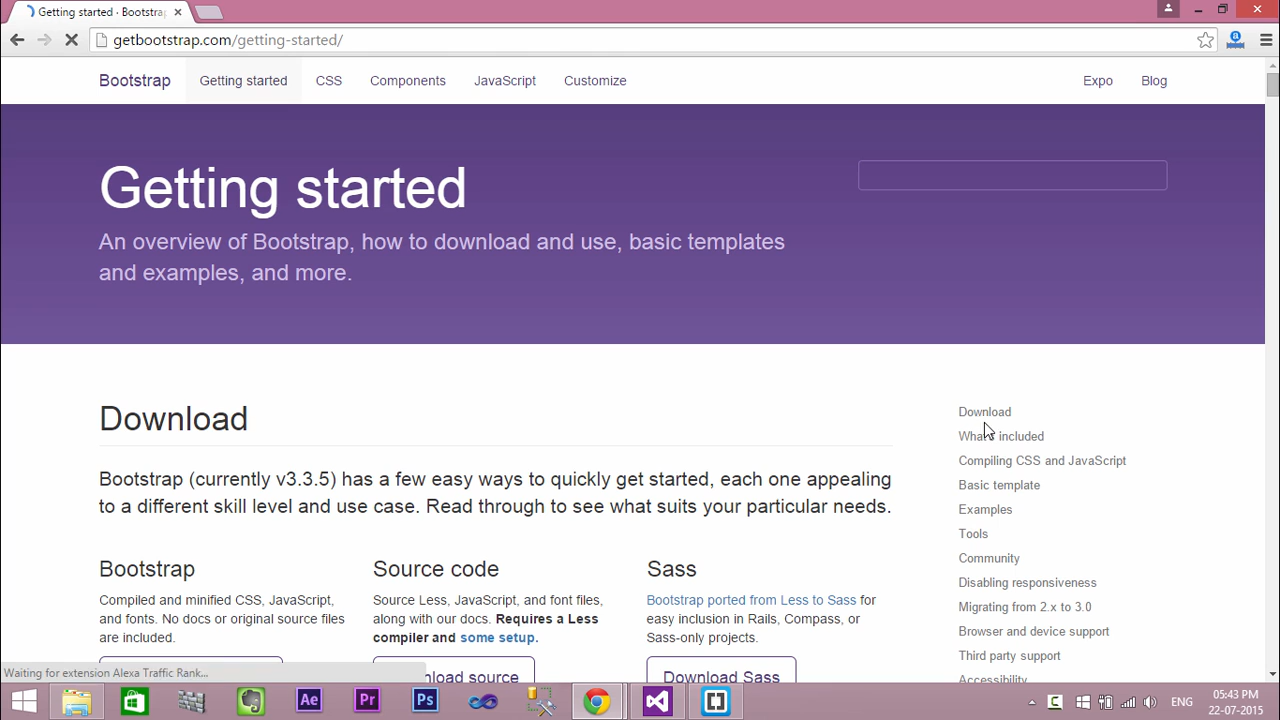 Getting started · Bootstrap
getbootstrap.com/getting-started/
Bootstrap Getting started CSS Components JavaScript Customize Expo Blog
Getting started
An overview of Bootstrap, how to download and use, basic templates
and examples, and more.
Download
Bootstrap (currently v3.3.5) has a few easy ways to quickly get started, each one appealing
to a different skill level and use case. Read through to see what suits your particular needs.
Bootstrap
Compiled and minified CSS, JavaScript,
and fonts. No docs or original source files
are included.
Source code
Source Less, JavaScript, and font files,
along with our docs. Requires a Less
compiler and some setup.
download source
Sass
Bootstrap ported from Less to Sass for
easy inclusion in Rails, Compass, or
Sass-only projects.
Download Sass
Download
What's included
Compiling CSS and JavaScript
Basic template
Examples
Tools
Community
Disabling responsiveness
Migrating from 2.x to 3.0
Browser and device support
Third party support
Accessibility
Waiting for extension Alexa Traffic Rank...
Ae
Pr
Ps
ENG
05:43 PM
22-07-2015